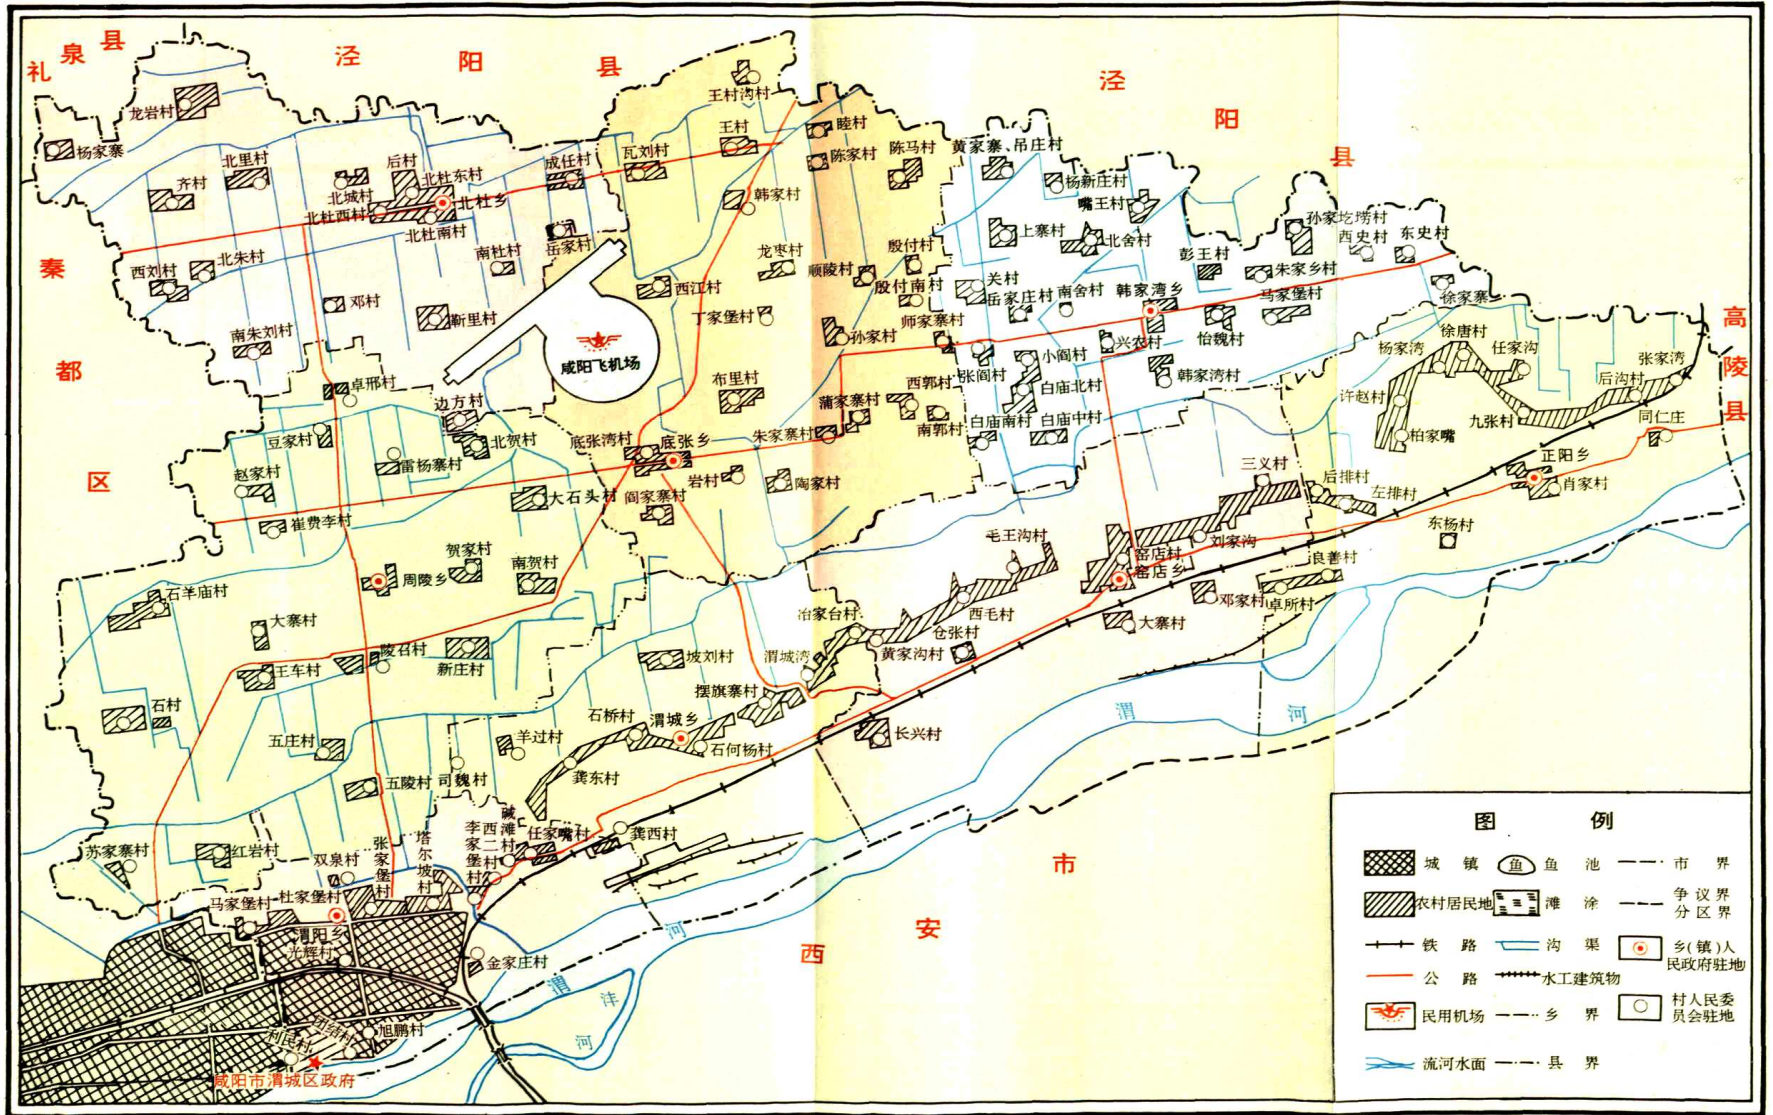 礼泉县
泾阳县
泾阳县
高陵县
秦都区
西安市
王村沟村
龙岩村
杨家寨
王村
睦村
北里村
后村
成任村
瓦刘村
陈家村
陈马村
黄家寨、吊庄村
齐村
北城村
北杜东村
杨新庄村
韩家村
嘴王村
北杜西村
北杜乡
孙家圪塄村
北杜南村
上寨村
北舍村
西史村
东史村
岳家村
南杜村
龙枣村
殷付村
彭王村
西刘村
北朱村
顺陵村
朱家乡村
西江村
殷付南村
关村
岳家庄村
南舍村
韩家湾乡
马家堡村
徐家寨
邓村
靳里村
丁家堡村
师家寨村
南朱刘村
孙家村
兴农村
怡魏村
徐唐村
咸阳飞机场
小阎村
杨家湾
任家沟
张家湾
张阎村
韩家湾村
卓邢村
布里村
西郭村
白庙北村
后沟村
边方村
蒲家寨村
许赵村
南郭村
白庙南村
白庙中村
九张村
同仁庄
豆家村
北贺村
底张湾村
底张乡
朱家寨村
柏家嘴
雷杨寨村
正阳乡
赵家村
岩村
陶家村
三义村
后排村
左排村
肖家村
大石头村
阎家寨村
崔费李村
东杨村
毛王沟村
贺家村
南贺村
窑店村
刘家沟
良善村
周陵乡
窑店乡
石羊庙村
邓家村
卓所村
大寨村
冶家台村
西毛村
大寨村
仓张村
陵召村
新庄村
坡刘村
渭城湾
黄家沟村
王车村
摆旗寨村
石村
石桥村
渭城乡
渭河
五庄村
羊过村
石何杨村
长兴村
龚东村
五陵村
司魏村
碱滩村
西二村
李家堡村
任家嘴村
龚西村
塔尔坡村
张家堡村
苏家寨村
红岩村
双泉村
马家堡村
杜家堡村
渭阳乡
光辉村
金家庄村
渭河
沣河
团结村
旭鹏村
利民村
咸阳市渭城区政府
图例
城镇
鱼
鱼池
市界
农村居民地
滩涂
争议界
分区界
铁路
沟渠
乡(镇)人
民政府驻地
公路
水工建筑物
民用机场
乡界
村人民委
员会驻地
流河水面
县界